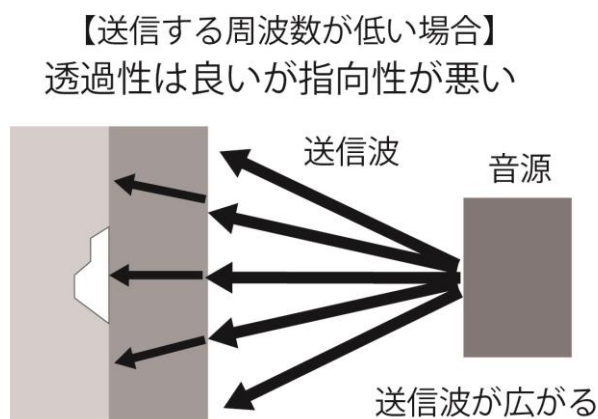 【送信する周波数が低い場合】
透過性は良いが指向性が悪い
送信波
音源
送信波が広がる